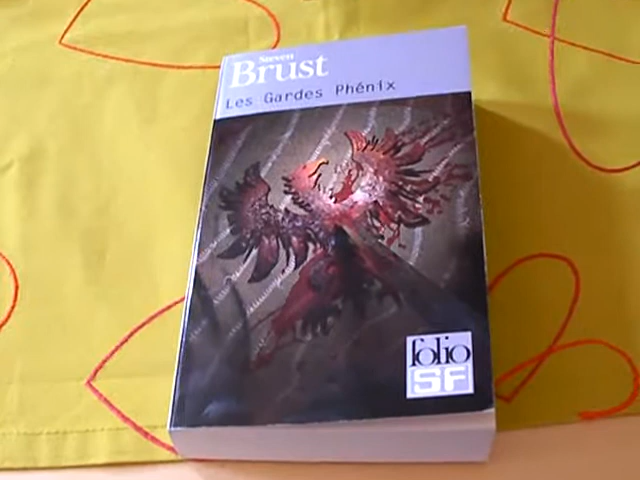 Steven
Brust
Les Gardes Phénix
folio
SF